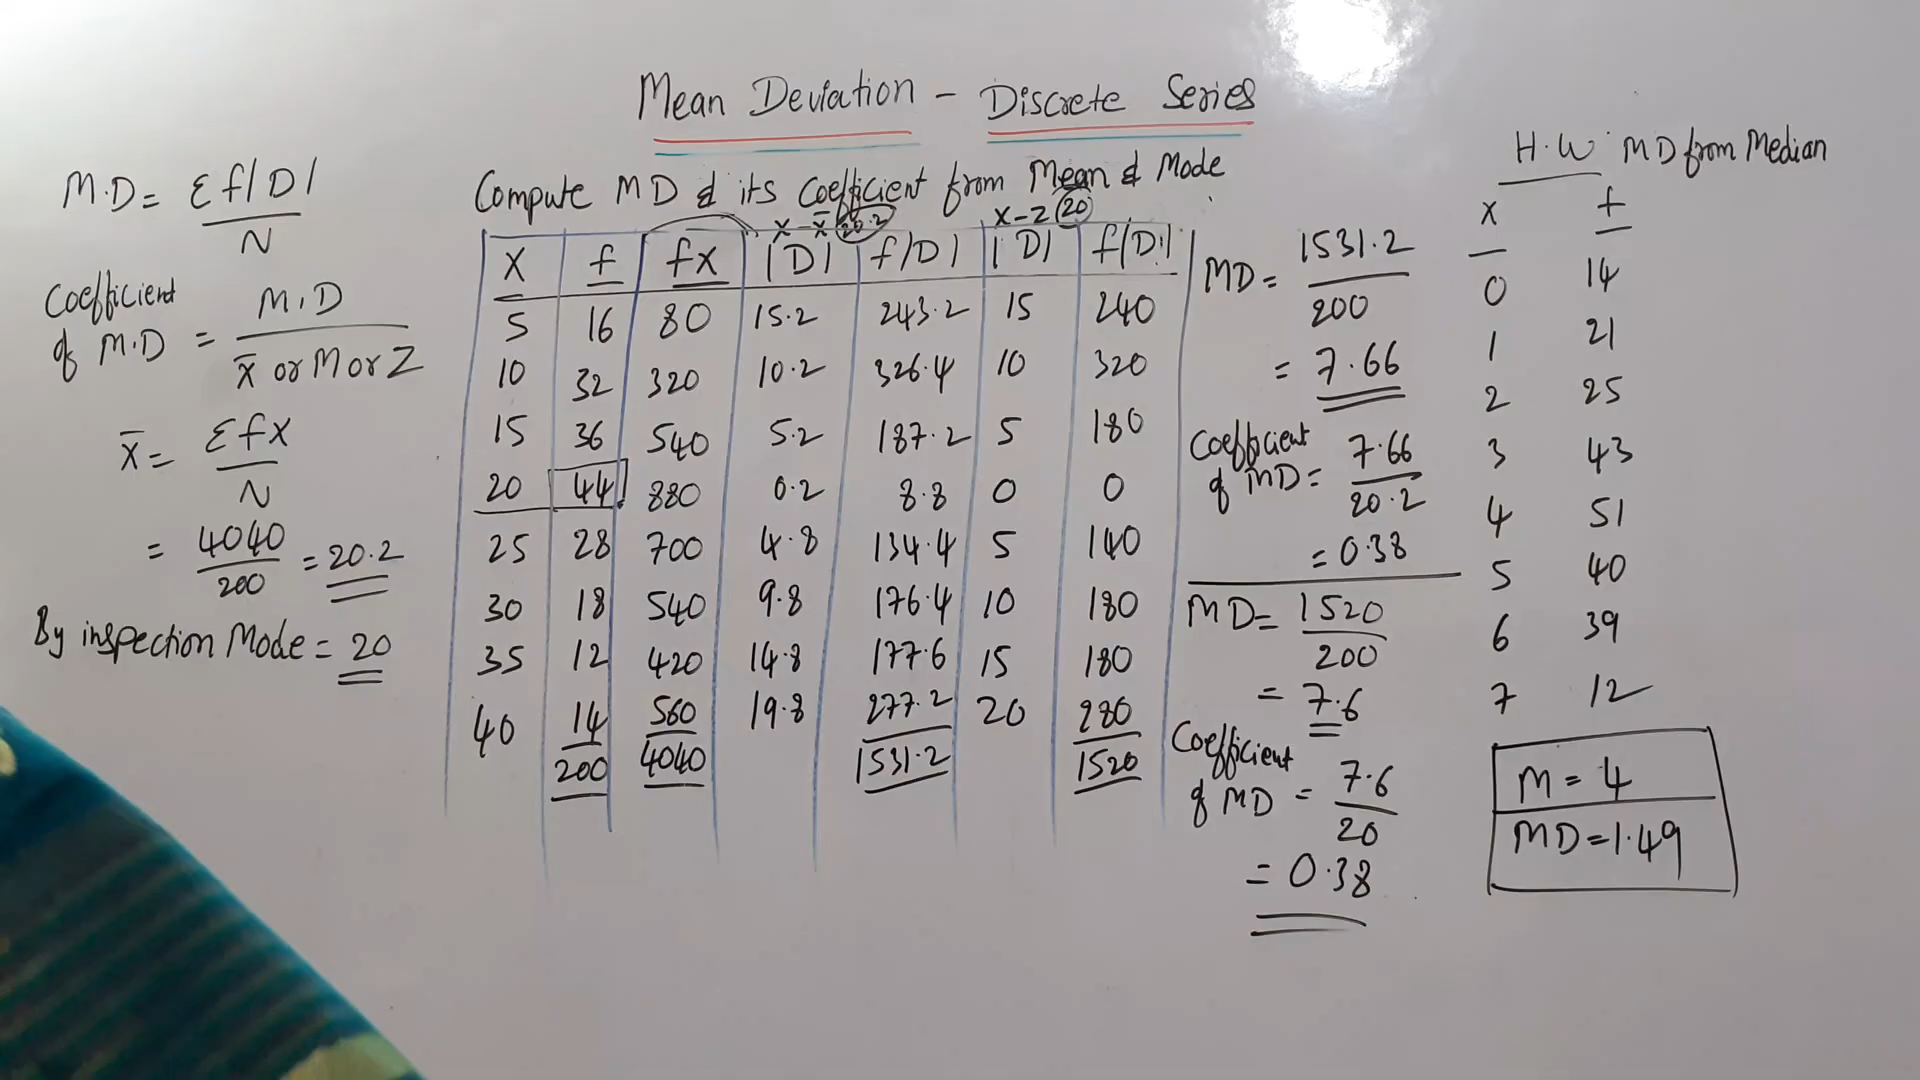 Mean Deviation - Discrete Series
M.D = Σf|D|
N
Coefficient
of M.D = M.D
x̄ or M or Z
x̄ = Σfx
N
= 4040
200
= 20.2
By inspection Mode = 20
Compute MD & its Coefficient from Mean & Mode
x - x̄ 20.2 x - Z 20
X f fx |D| f|D| |D| f|D|
5 16 80 15.2 243.2 15 240
10 32 320 10.2 326.4 10 320
15 36 540 5.2 187.2 5 180
20 44 880 0.2 8.8 0 0
25 28 700 4.8 134.4 5 140
30 18 540 9.8 176.4 10 180
35 12 420 14.8 177.6 15 180
40 14 560 19.8 277.2 20 280
200 4040 1531.2 1520
MD = 1531.2
200
= 7.66
Coefficient
of MD = 7.66
20.2
= 0.38
MD = 1520
200
= 7.6
Coefficient
of MD = 7.6
20
= 0.38
H.W MD from Median
x f
0 14
1 21
2 25
3 43
4 51
5 40
6 39
7 12
M = 4
MD = 1.49